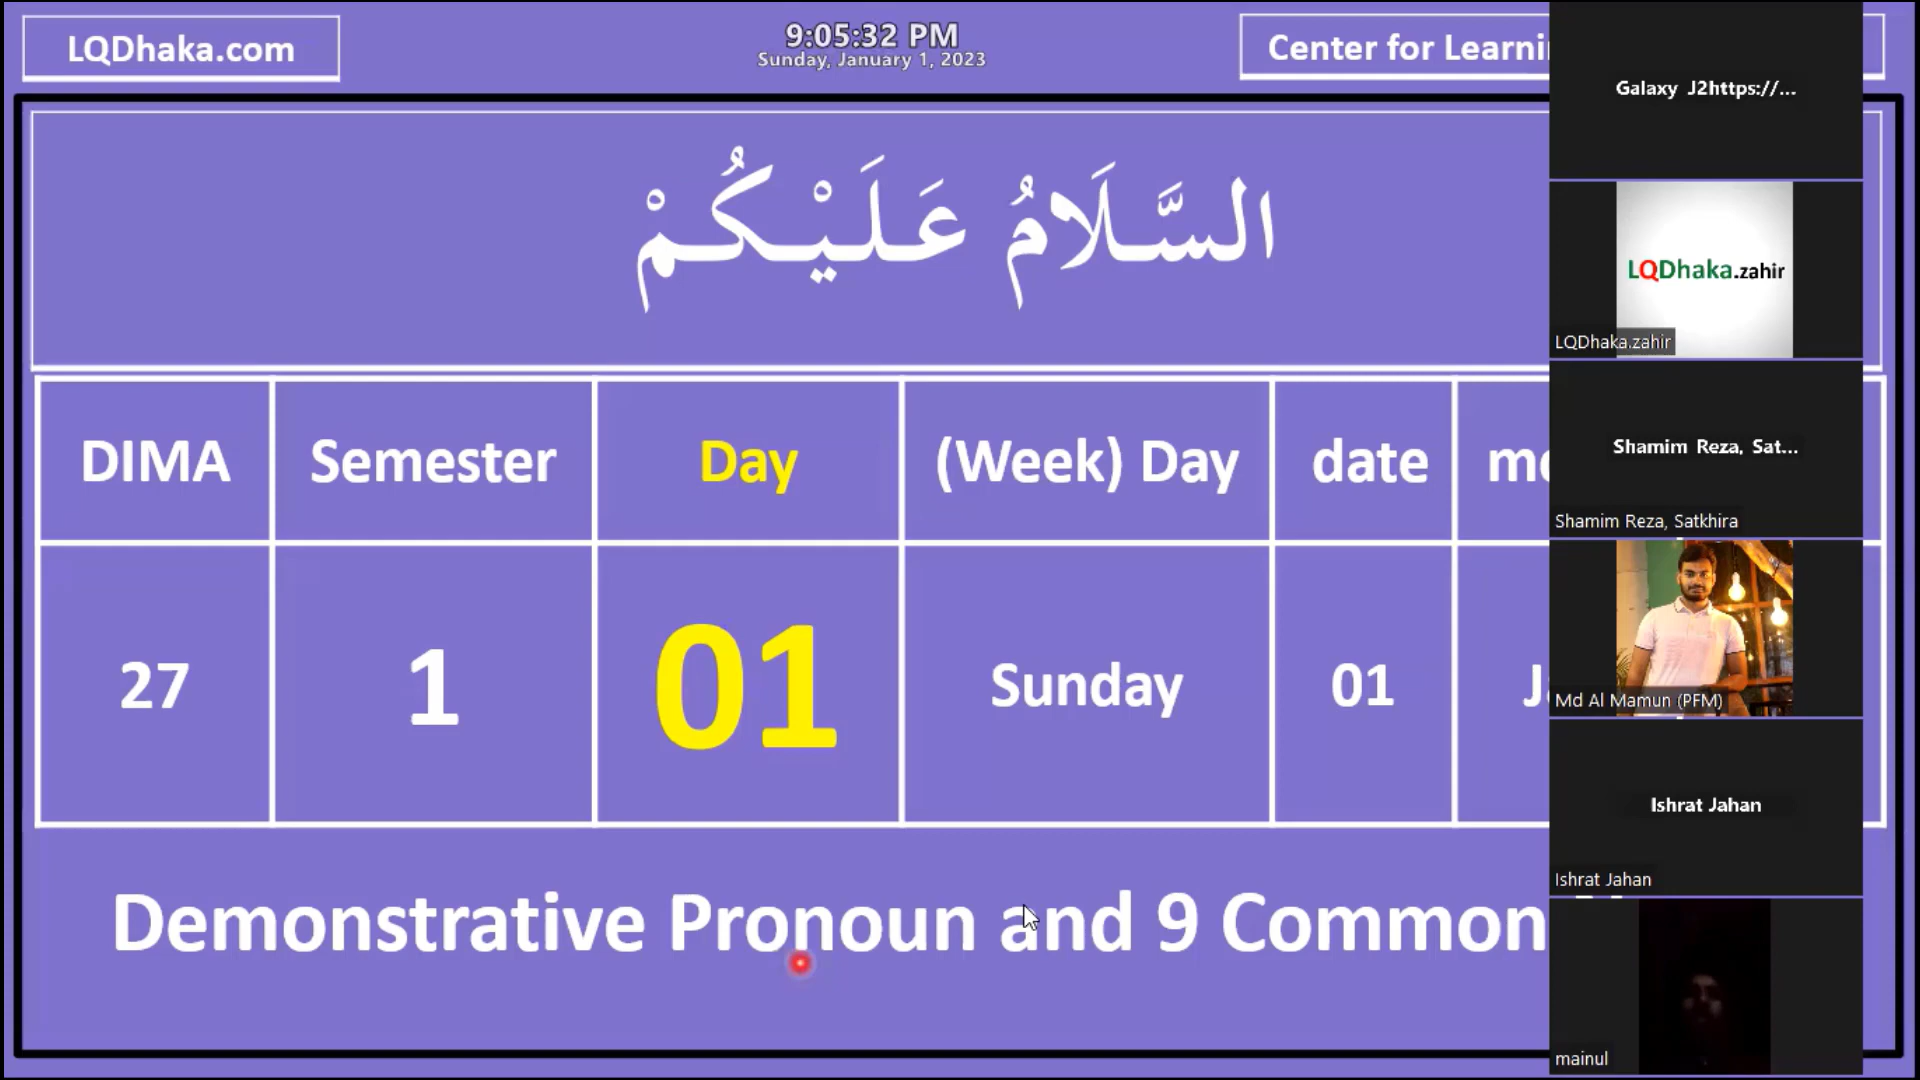 LQDhaka.com
9:05:32 PM
Sunday, January 1, 2023
Center for Learni
السَّلَامُ عَلَيْكُمْ
DIMA Semester Day (Week) Day date
27 1 01 Sunday 01
Demonstrative Pronoun and 9 Common
Galaxy J2https://...
LQDhaka.zahir
LQDhaka.zahir
Shamim Reza, Sat...
Shamim Reza, Satkhira
Md Al Mamun (PFM)
Ishrat Jahan
Ishrat Jahan
mainul